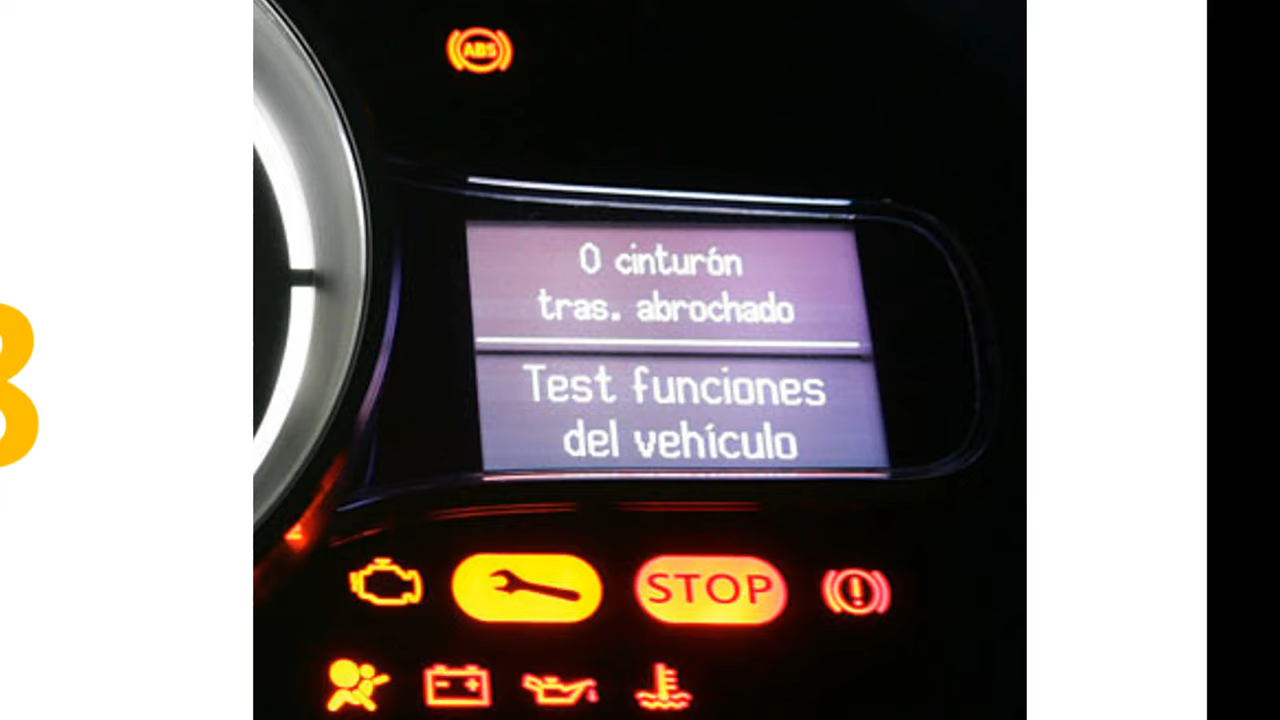 ABS
0 cinturón
tras. abrochado
Test funciones
del vehículo
STOP